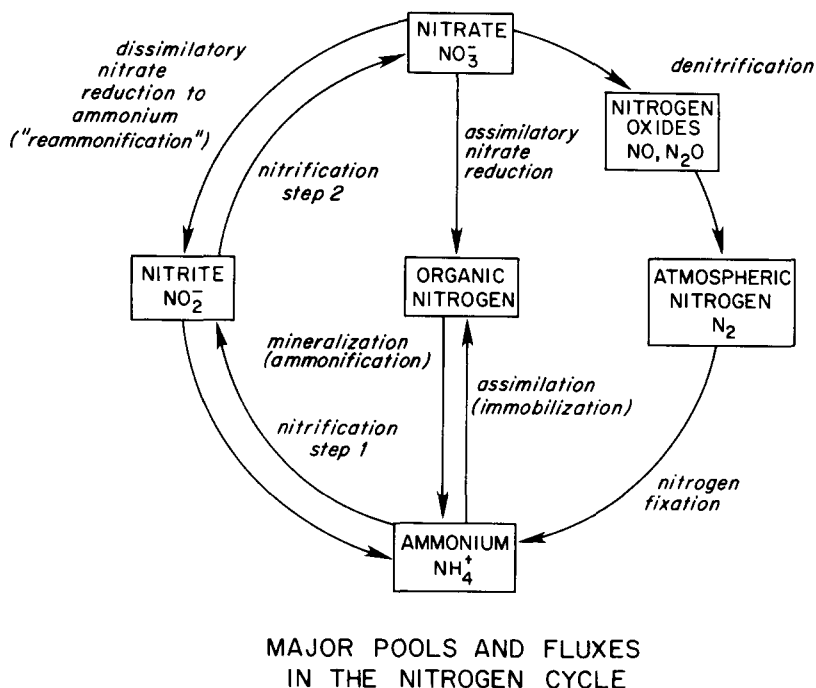 NITRATE
NO₃⁻
dissimilatory
nitrate
reduction to
ammonium
("reammonification")
denitrification
NITROGEN
OXIDES
NO, N₂O
assimilatory
nitrate
reduction
nitrification
step 2
NITRITE
NO₂⁻
ORGANIC
NITROGEN
ATMOSPHERIC
NITROGEN
N₂
mineralization
(ammonification)
assimilation
(immobilization)
nitrification
step 1
nitrogen
fixation
AMMONIUM
NH₄⁺
MAJOR POOLS AND FLUXES
IN THE NITROGEN CYCLE